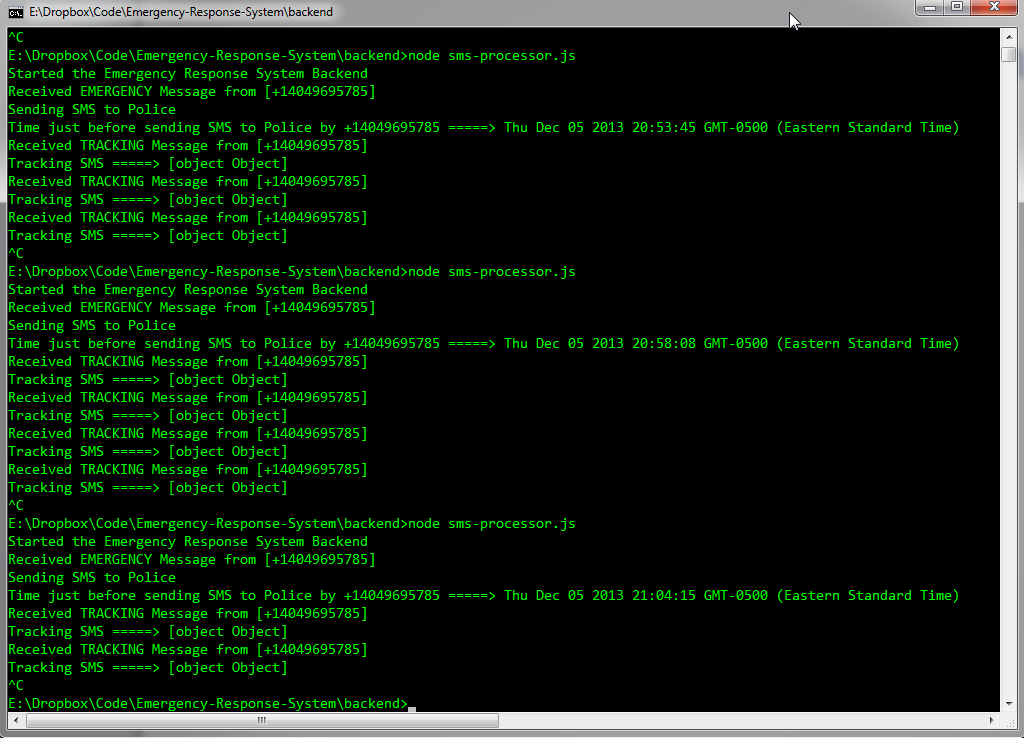 E:\Dropbox\Code\Emergency-Response-System\backend
^C
E:\Dropbox\Code\Emergency-Response-System\backend>node sms-processor.js
Started the Emergency Response System Backend
Received EMERGENCY Message from [+14049695785]
Sending SMS to Police
Time just before sending SMS to Police by +14049695785 =====> Thu Dec 05 2013 20:53:45 GMT-0500 (Eastern Standard Time)
Received TRACKING Message from [+14049695785]
Tracking SMS =====> [object Object]
Received TRACKING Message from [+14049695785]
Tracking SMS =====> [object Object]
Received TRACKING Message from [+14049695785]
Tracking SMS =====> [object Object]
^C
E:\Dropbox\Code\Emergency-Response-System\backend>node sms-processor.js
Started the Emergency Response System Backend
Received EMERGENCY Message from [+14049695785]
Sending SMS to Police
Time just before sending SMS to Police by +14049695785 =====> Thu Dec 05 2013 20:58:08 GMT-0500 (Eastern Standard Time)
Received TRACKING Message from [+14049695785]
Tracking SMS =====> [object Object]
Received TRACKING Message from [+14049695785]
Tracking SMS =====> [object Object]
Received TRACKING Message from [+14049695785]
Tracking SMS =====> [object Object]
Received TRACKING Message from [+14049695785]
Tracking SMS =====> [object Object]
^C
E:\Dropbox\Code\Emergency-Response-System\backend>node sms-processor.js
Started the Emergency Response System Backend
Received EMERGENCY Message from [+14049695785]
Sending SMS to Police
Time just before sending SMS to Police by +14049695785 =====> Thu Dec 05 2013 21:04:15 GMT-0500 (Eastern Standard Time)
Received TRACKING Message from [+14049695785]
Tracking SMS =====> [object Object]
Received TRACKING Message from [+14049695785]
Tracking SMS =====> [object Object]
^C
E:\Dropbox\Code\Emergency-Response-System\backend>